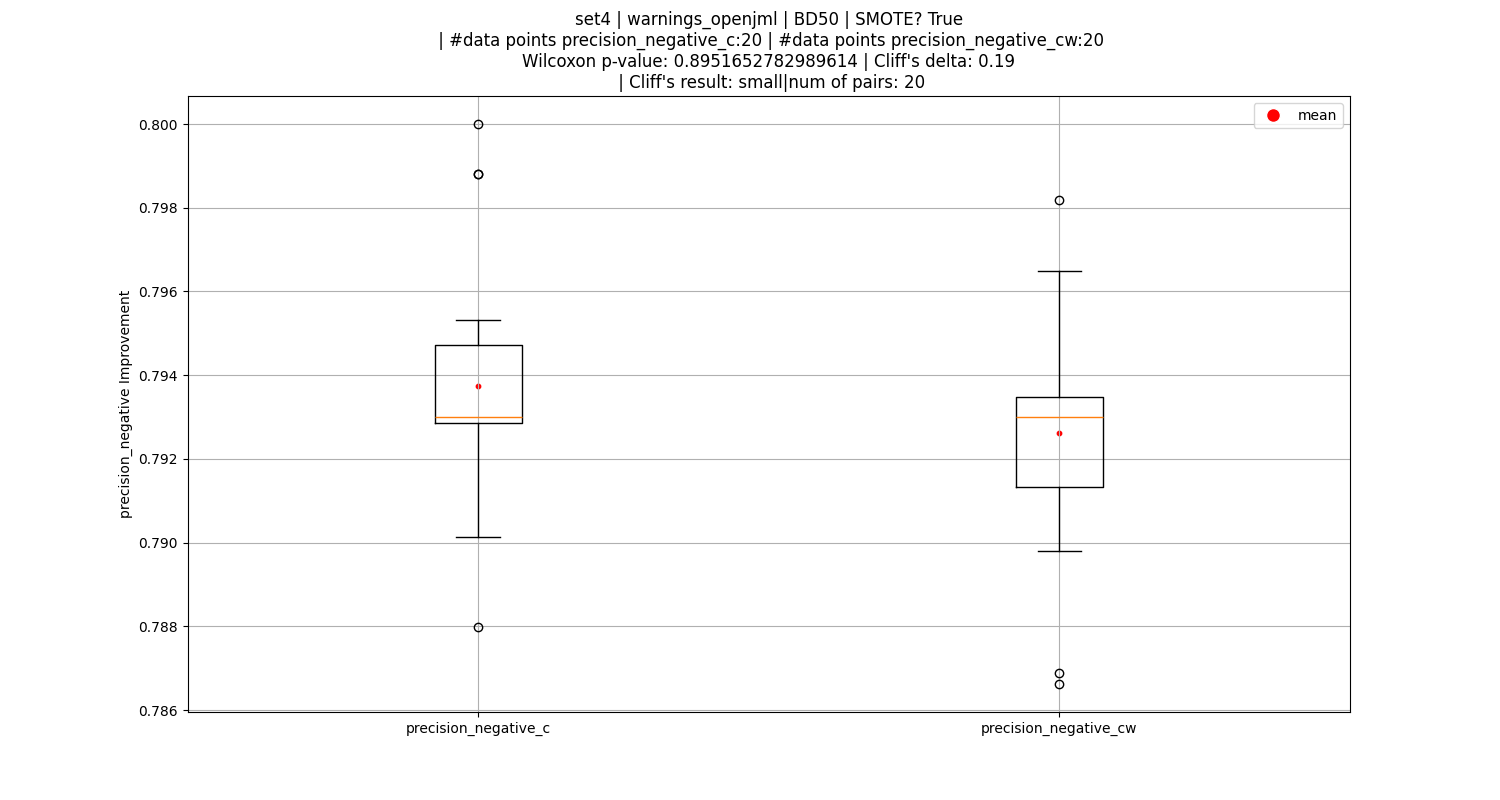 set4 | warnings_openjml | BD50 | SMOTE? True
| #data points precision_negative_c:20 | #data points precision_negative_cw:20
Wilcoxon p-value: 0.8951652782989614 | Cliff's delta: 0.19
| Cliff's result: small|num of pairs: 20
mean
0.800
0.798
0.796
0.794
0.792
0.790
0.788
0.786
precision_negative Improvement
precision_negative_c
precision_negative_cw